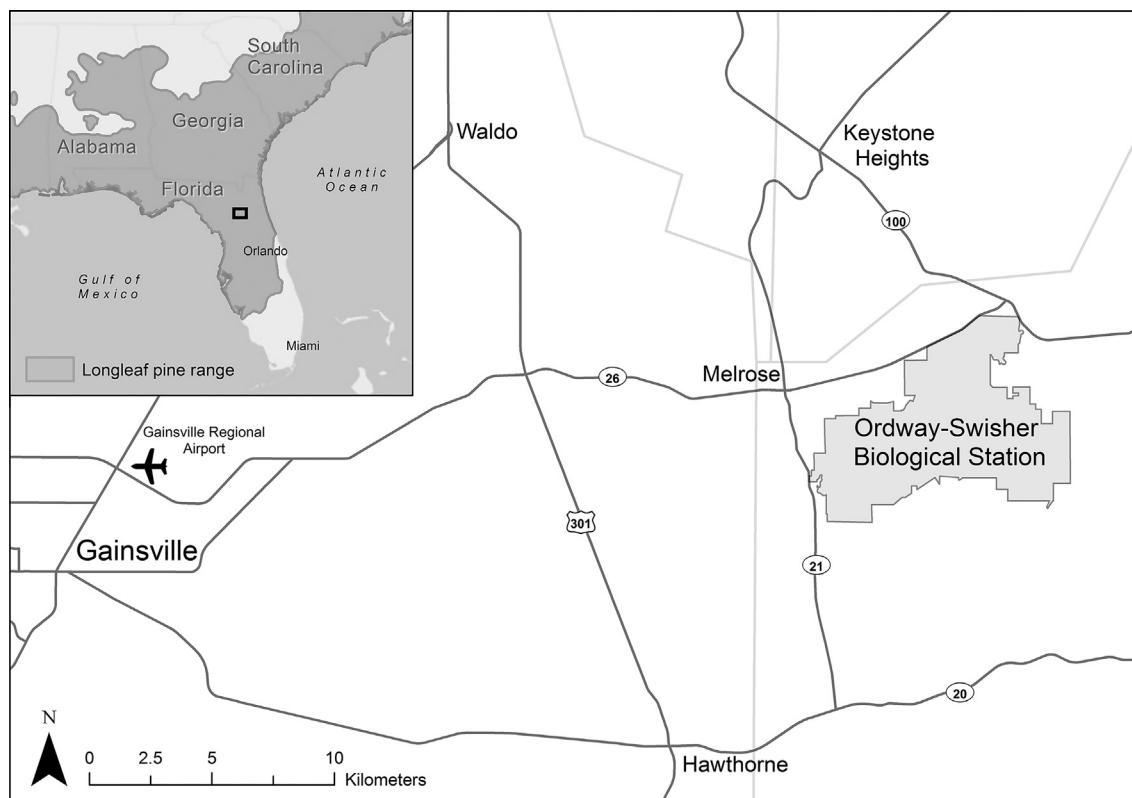 South
Carolina
Georgia
Alabama
Florida
Atlantic
Ocean
Orlando
Gulf of
Mexico
Miami
Longleaf pine range
Waldo
Keystone
Heights
100
Melrose
26
Ordway-Swisher
Biological Station
Gainsville Regional
Airport
Gainsville
301
21
20
Hawthorne
N
0 2.5 5 10
Kilometers